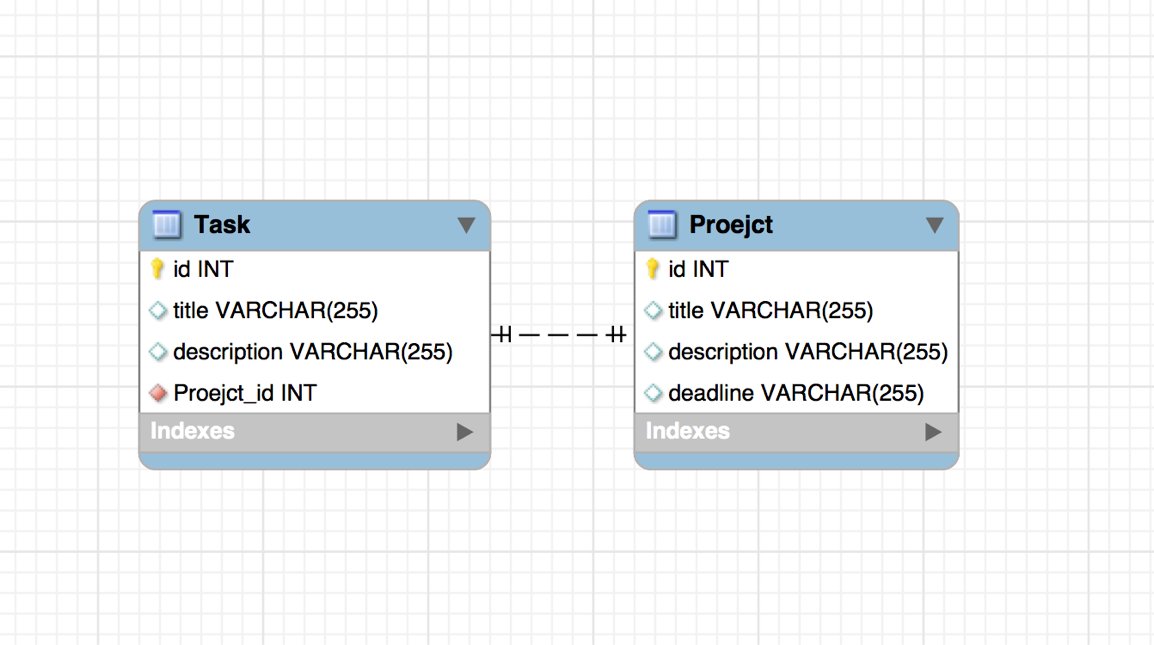 Task
id INT
title VARCHAR(255)
description VARCHAR(255)
Proejct_id INT
Indexes
Proejct
id INT
title VARCHAR(255)
description VARCHAR(255)
deadline VARCHAR(255)
Indexes